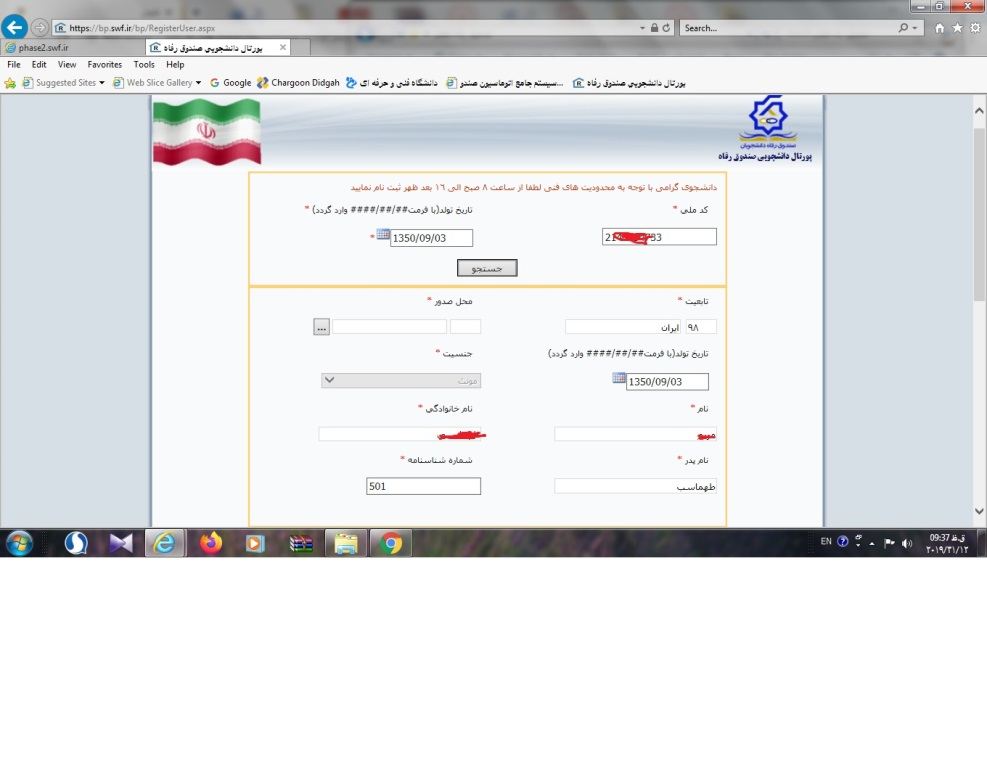 https://bp.swf.ir/bp/RegisterUser.aspx
Search...
phase2.swf.ir
پورتال دانشجویی صندوق رفاه
File Edit View Favorites Tools Help
Suggested Sites
Web Slice Gallery
Google
Chargoon Didgah
دانشگاه فنی و حرفه ای
سیستم جامع اتوماسیون صندو...
پورتال دانشجویی صندوق رفاه
صندوق رفاه دانشجویان
پورتال دانشجویی صندوق رفاه
دانشجوی گرامی با توجه به محدودیت های فنی لطفا از ساعت ۸ صبح الی ۱٦ بعد ظهر ثبت نام نمایید
کد ملی *
تاریخ تولد(با فرمت##/##/#### وارد گردد) *
1350/09/03 *
جستجو
تابعیت *
محل صدور *
۹۸ ایران
...
تاریخ تولد(با فرمت##/##/#### وارد گردد)
جنسیت *
1350/09/03
مونث
نام *
نام خانوادگی *
نام پدر *
شماره شناسنامه *
طهماسب
501
EN
09:37 ق.ظ
۲۰۱۹/۳۱/۱۲